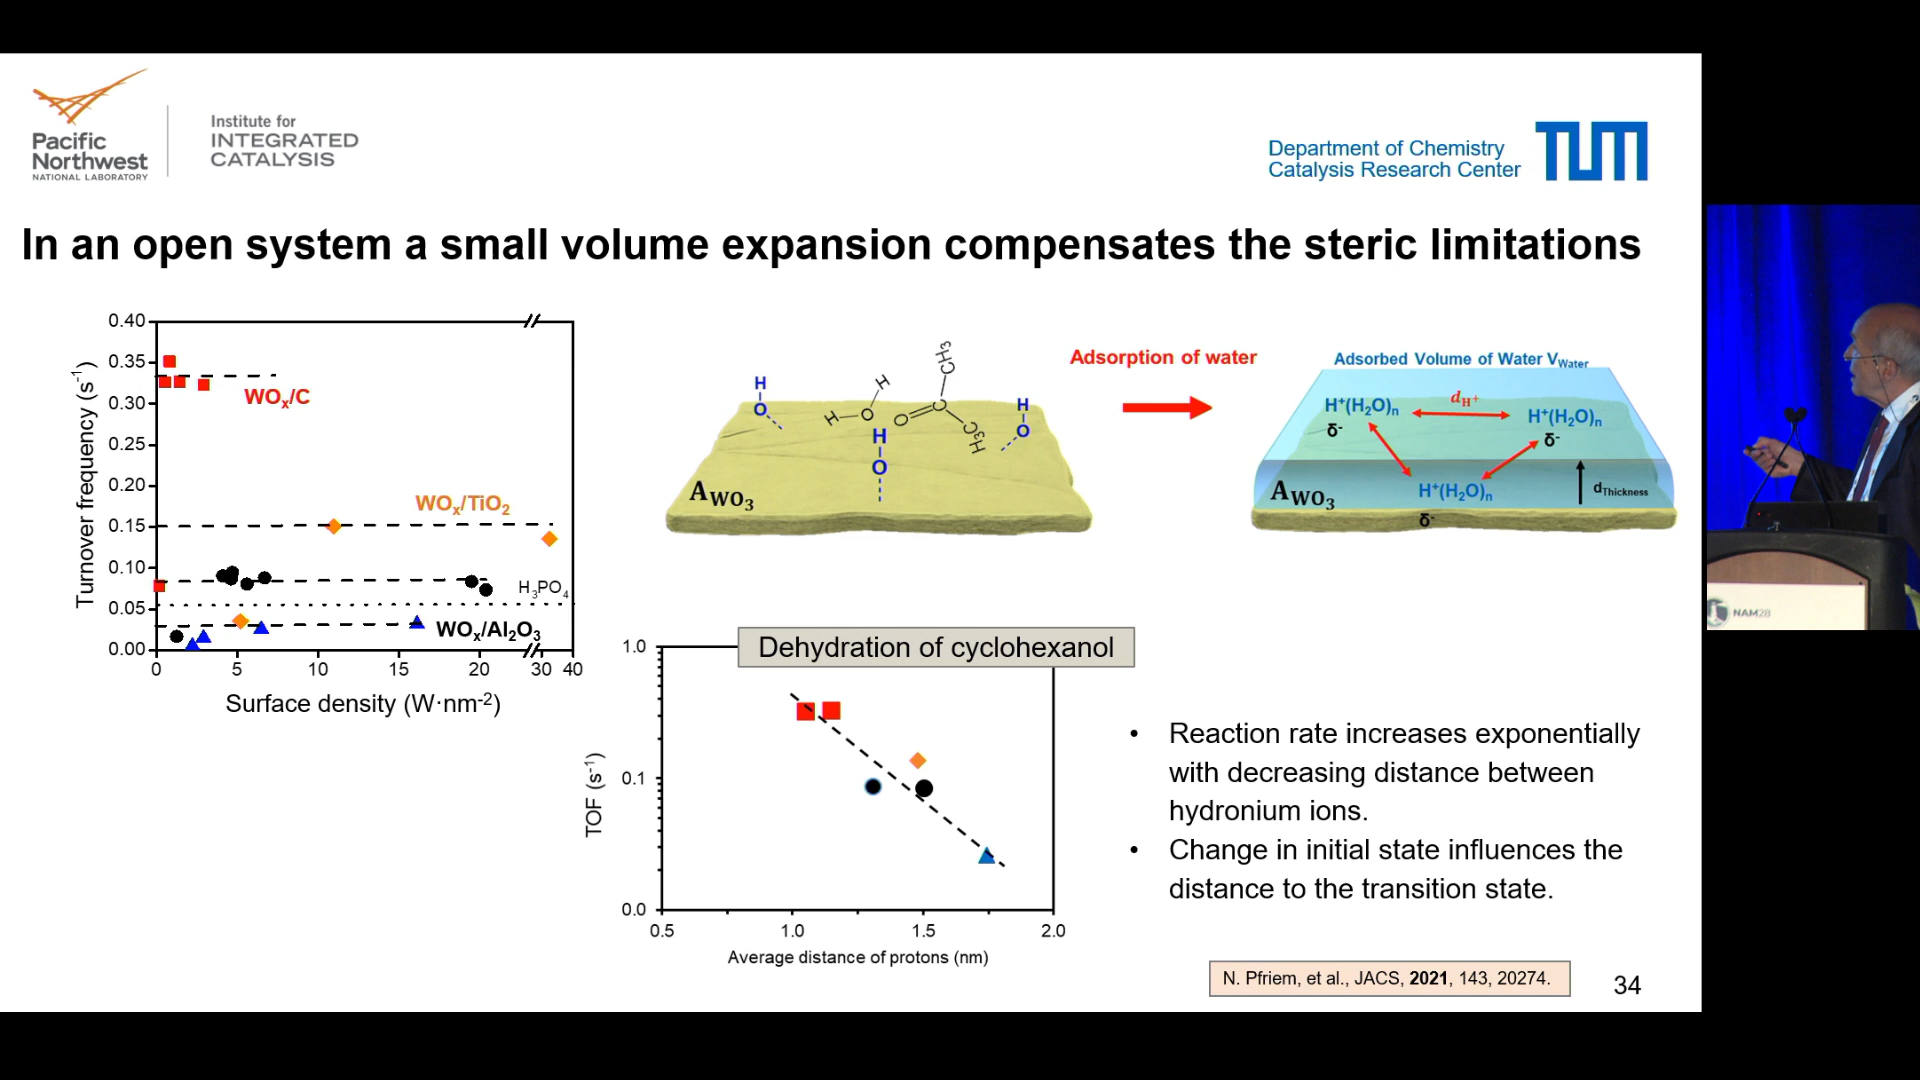 Pacific
Northwest
NATIONAL LABORATORY
Institute for
INTEGRATED
CATALYSIS
Department of Chemistry
Catalysis Research Center
TUM
In an open system a small volume expansion compensates the steric limitations
0.40
0.35
0.30
0.25
0.20
0.15
0.10
0.05
0.00
Turnover frequency (s⁻¹)
WOₓ/C
WOₓ/TiO₂
H₃PO₄
WOₓ/Al₂O₃
0 5 10 15 20 30 40
Surface density (W·nm⁻²)
H
O
H
O
H
H
O
O
C
CH₃
H₃C
H
O
A_WO₃
Adsorption of water
Adsorbed Volume of Water V_Water
H⁺(H₂O)ₙ
δ⁻
d_H⁺
H⁺(H₂O)ₙ
δ⁻
H⁺(H₂O)ₙ
δ⁻
A_WO₃
d_Thickness
NAM28
Dehydration of cyclohexanol
1.0
0.1
0.0
TOF (s⁻¹)
0.5 1.0 1.5 2.0
Average distance of protons (nm)
• Reaction rate increases exponentially
with decreasing distance between
hydronium ions.
• Change in initial state influences the
distance to the transition state.
N. Pfriem, et al., JACS, 2021, 143, 20274.
34